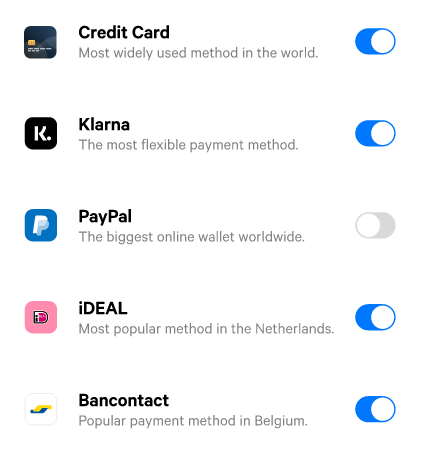 Credit Card
Most widely used method in the world.
K.
Klarna
The most flexible payment method.
PayPal
The biggest online wallet worldwide.
iDEAL
Most popular method in the Netherlands.
Bancontact
Popular payment method in Belgium.